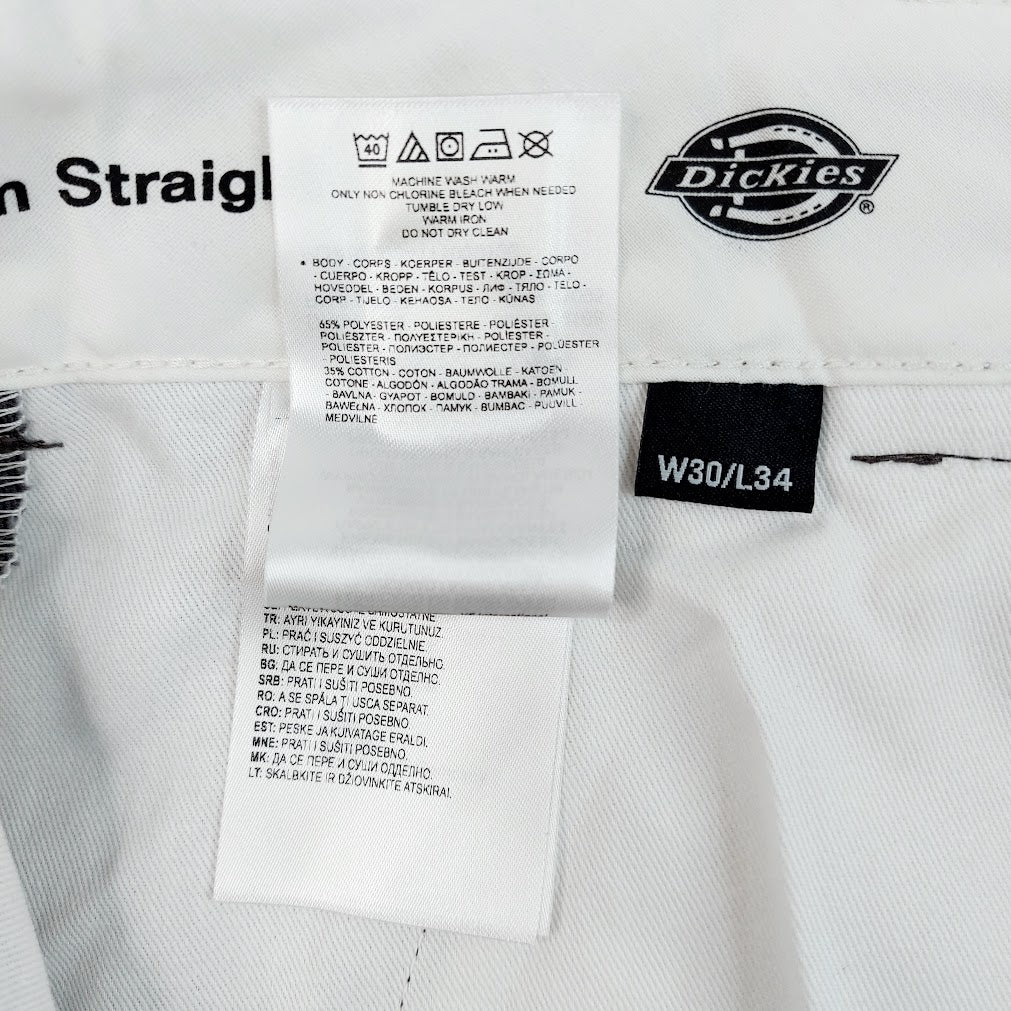 m Straigh
Dickies
®
40
MACHINE WASH WARM
ONLY NON CHLORINE BLEACH WHEN NEEDED
TUMBLE DRY LOW
WARM IRON
DO NOT DRY CLEAN
* BODY - CORPS - KOERPER - BUITENZIJDE - CORPO
- CUERPO - KROPP - TĚLO - TEST - KROP - ΣΩΜΑ -
HOVEDDEL - BEDEN - KORPUS - ЛИФ - ТЯЛО - TELO -
CORP - TIJELO - KEHAOSA - ТЕЛО - KŪNAS
65% POLYESTER - POLIESTERE - POLIÉSTER -
POLIÉSZTER - ΠΟΛΥΕΣΤΕΡΙΚΗ - POLYESTER -
POLIESTER - ПОЛИЭСТЕР - ПОЛИЕСТЕР - POLÜESTER
- POLIESTERIS
35% COTTON - COTON - BAUMWOLLE - KATOEN
COTONE - ALGODÓN - ALGODÃO TRAMA - BOMULL
- BAVLNA - GYAPOT - BOMULD - BAMBAKI - PAMUK -
BAWEŁNA - ХЛОПОК - ПАМУК - BUMBAC - PUUVILL -
MEDVILNĖ
W30/L34
SAMOSTATNE
TR: AYRI YIKAYINIZ VE KURUTUNUZ.
PL: PRAĆ I SUSZYĆ ODDZIELNIE.
RU: СТИРАТЬ И СУШИТЬ ОТДЕЛЬНО.
BG: ДА СЕ ПЕРЕ И СУШИ ОТДЕЛНО.
SRB: PRATI I SUŠITI POSEBNO.
RO: A SE SPĂLA ȚI USCA SEPARAT.
CRO: PRATI I SUŠITI POSEBNO
EST: PESKE JA KUIVATAGE ERALDI.
MNE: PRATI I SUŠITI POSEBNO.
MK: ДА СЕ ПЕРЕ И СУШИ ОДДЕЛНО.
LT: SKALBKITE IR DŽIOVINKITE ATSKIRAI.